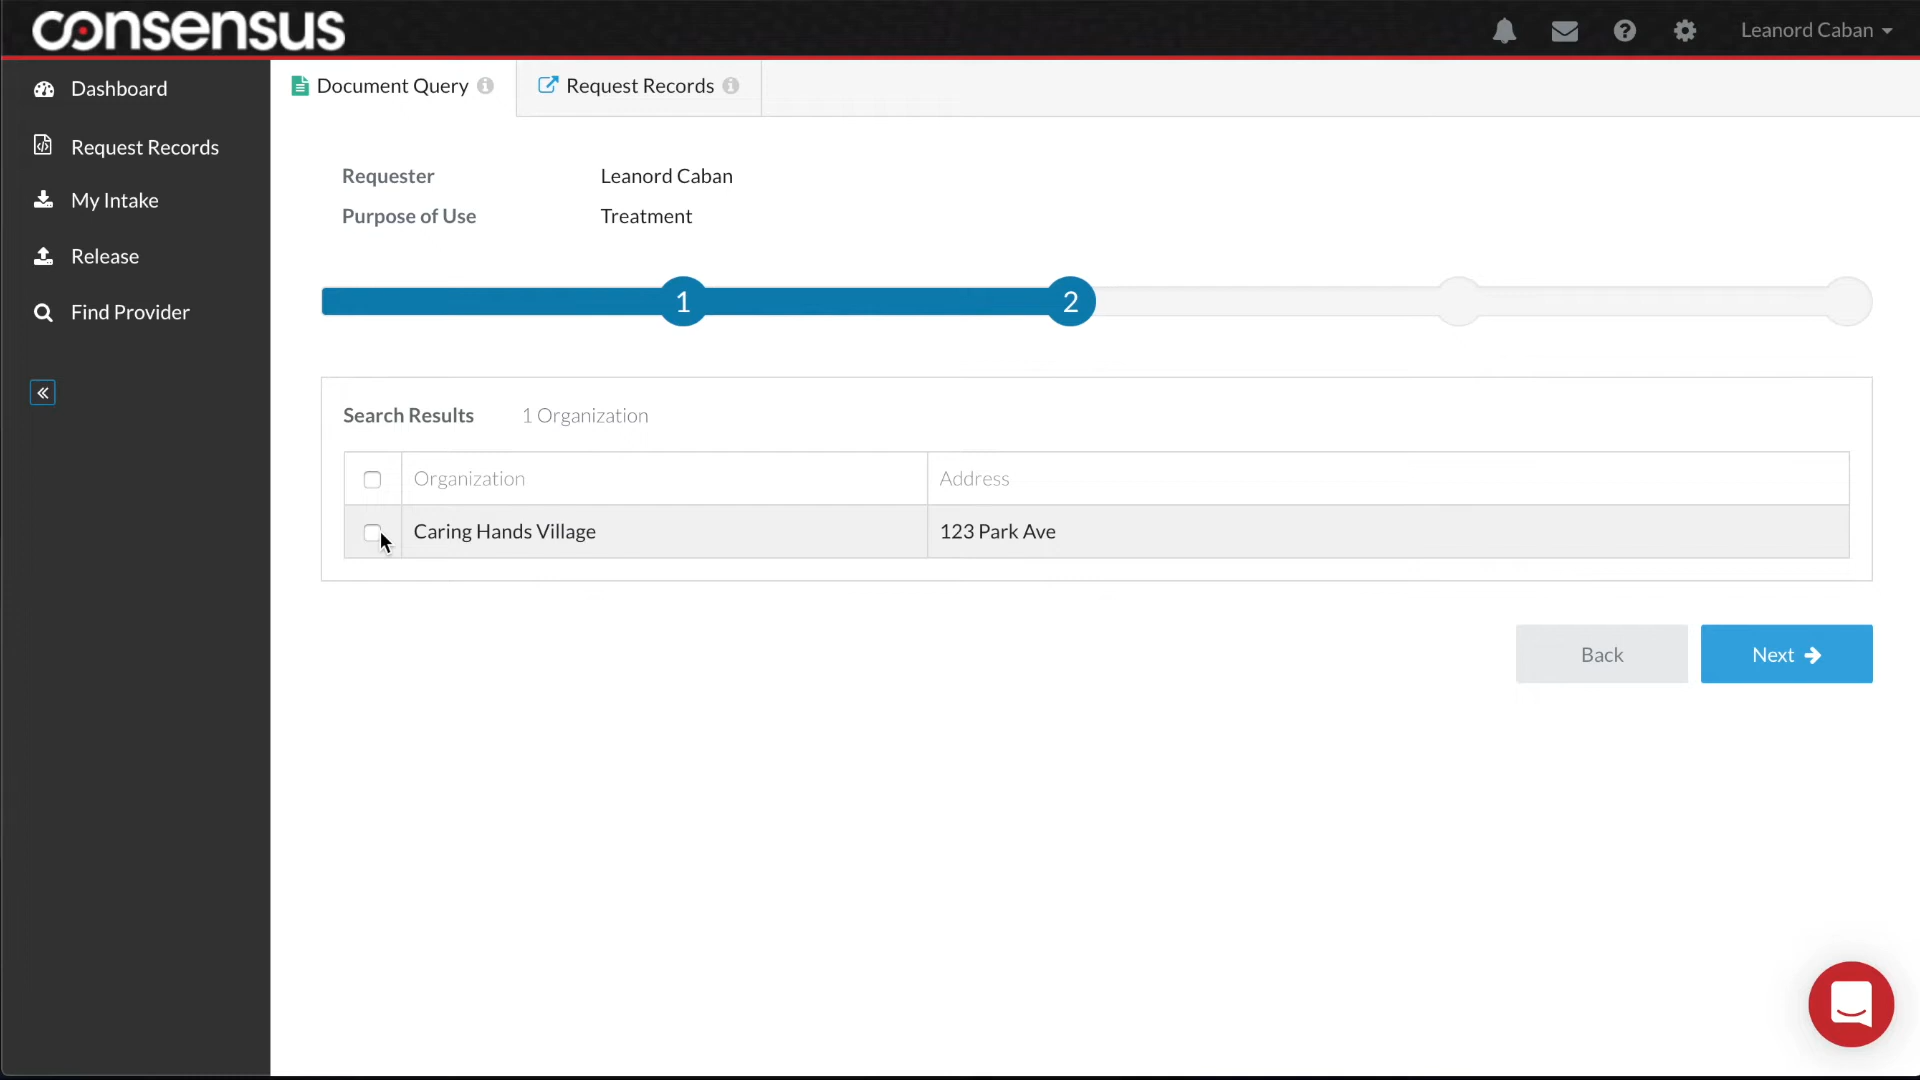 consensus
Leanord Caban
Dashboard
Request Records
My Intake
Release
Find Provider
Document Query
Request Records
Requester Leanord Caban
Purpose of Use Treatment
1 2
Search Results 1 Organization
Organization Address
Caring Hands Village 123 Park Ave
Back Next